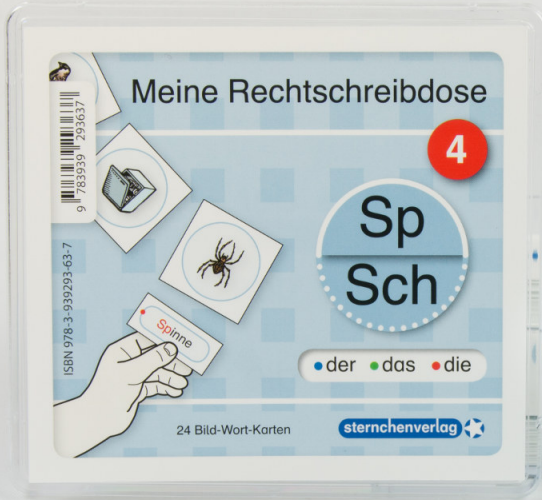 Meine Rechtschreibdose
4
9 783939 293637
ISBN 978-3-939293-63-7
Sp
Sch
Spinne
der das die
24 Bild-Wort-Karten
sternchenverlag